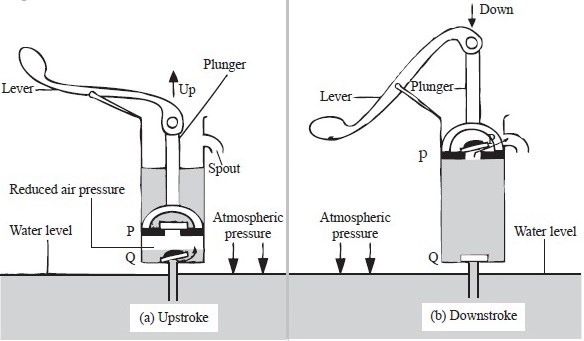 Plunger
Up
Lever
Spout
Reduced air pressure
Water level
P
Q
Atmospheric
pressure
(a) Upstroke
Down
Lever
Plunger
P
p
Atmospheric
pressure
Q
Water level
(b) Downstroke